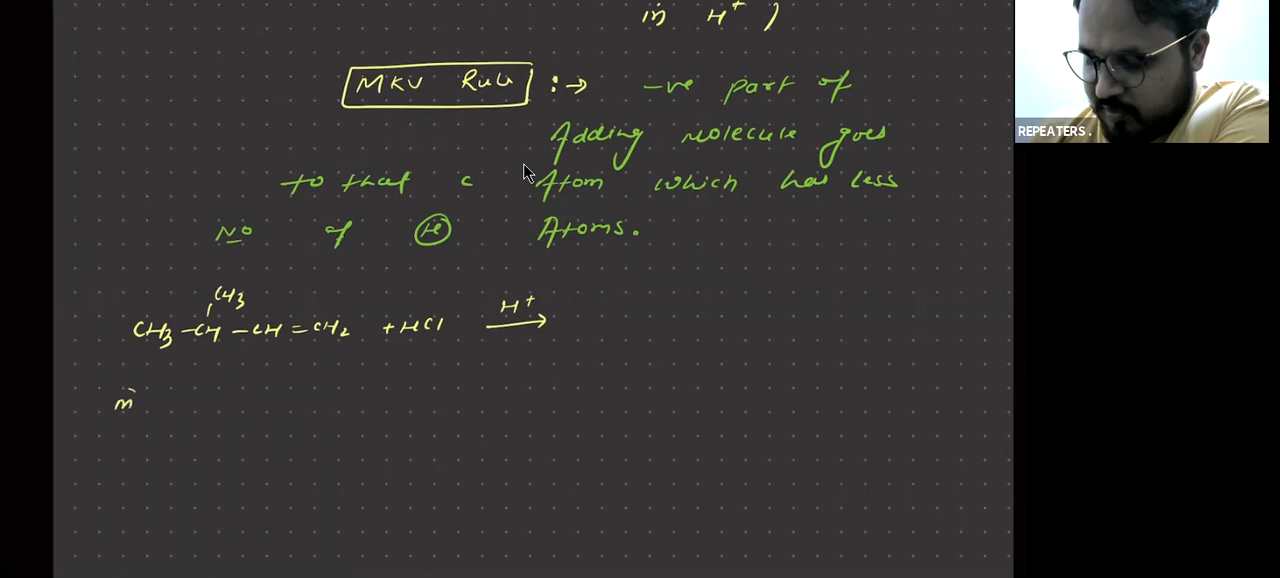 in H⁺ )
MKV Rule :→ -ve part of
Adding molecule goes
to that C Atom which has less
No of H Atoms.
CH₃
CH₃-CH-CH=CH₂ +HCl H⁺→
m
REPEATERS.